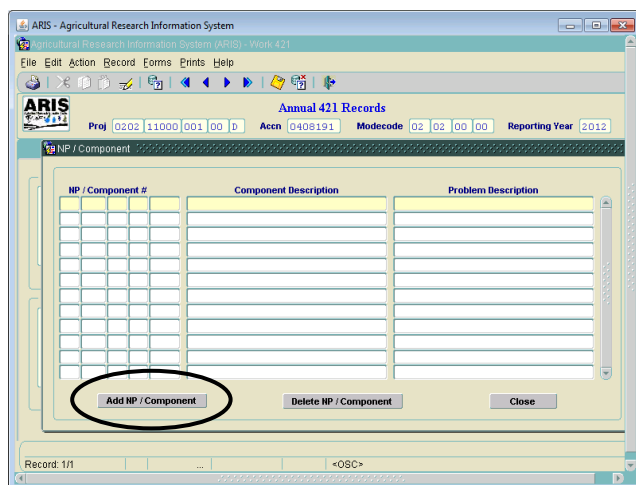 ARIS - Agricultural Research Information System
Agricultural Research Information System (ARIS) - Work 421
File Edit Action Record Forms Prints Help
ARIS
Annual 421 Records
Proj 0202 11000 001 00 D Accn 0408191 Modecode 02 02 00 00 Reporting Year 2012
NP / Component
NP / Component # Component Description Problem Description
Add NP / Component Delete NP / Component Close
Record: 1/1 ... <OSC>